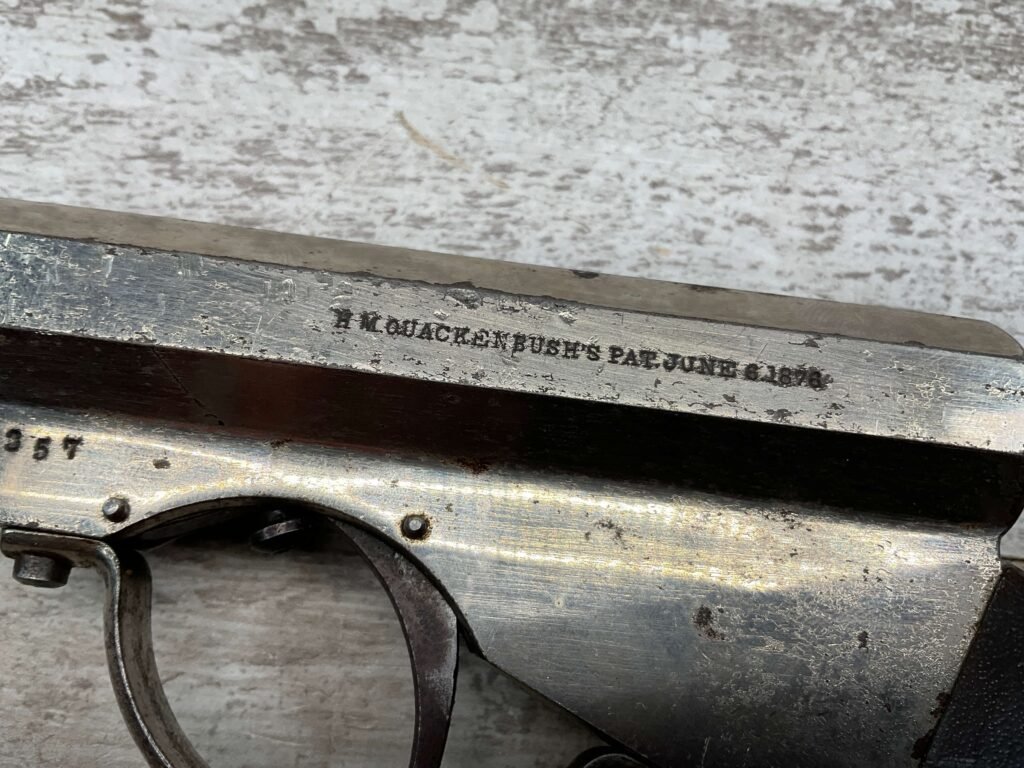 H M QUACKENBUSH'S PAT. JUNE 6.1876
357